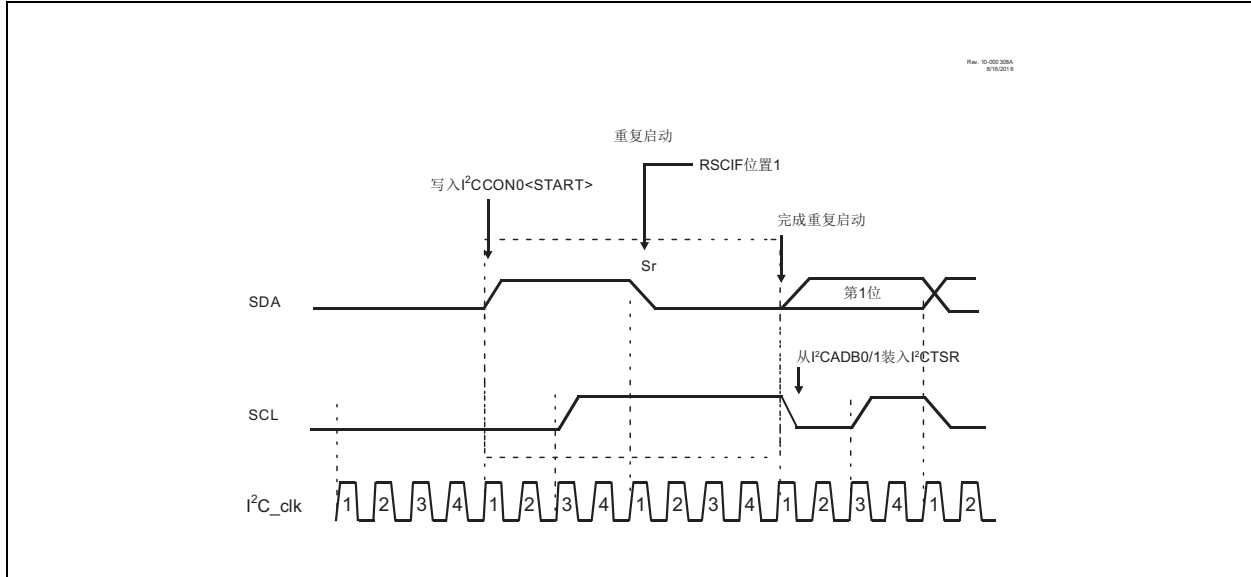 Rev. 10-000 308A
8/16/2016
重复启动
RSCIF位置1
写入I²CCON0<START>
完成重复启动
Sr
SDA
第1位
从I²CADB0/1装入I²CTSR
SCL
I²C_clk
1 2 3 4 1 2 3 4 1 2 3 4 1 2 3 4 1 2